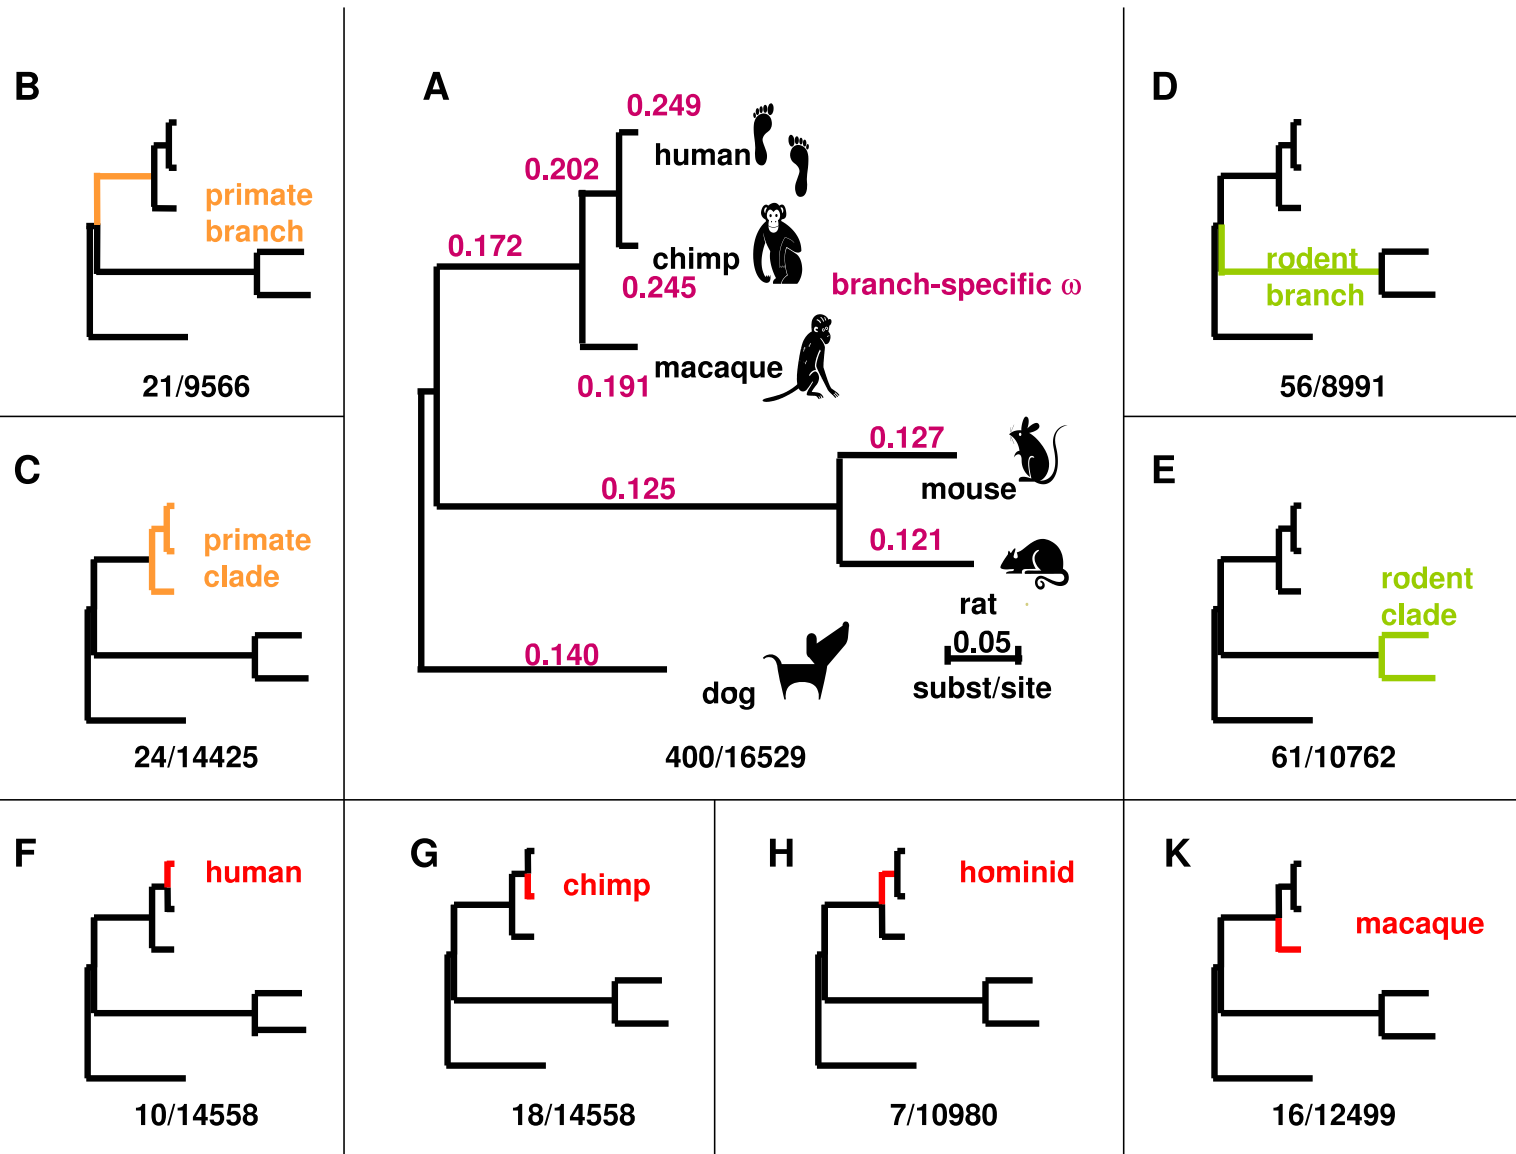 B
primate
branch
21/9566
A
0.249
human
0.202
0.172
chimp
0.245
branch-specific ω
macaque
0.191
0.127
mouse
0.125
0.121
rat
0.05
subst/site
0.140
dog
400/16529
D
rodent
branch
56/8991
C
primate
clade
24/14425
E
rodent
clade
61/10762
F
human
10/14558
G
chimp
18/14558
H
hominid
7/10980
K
macaque
16/12499